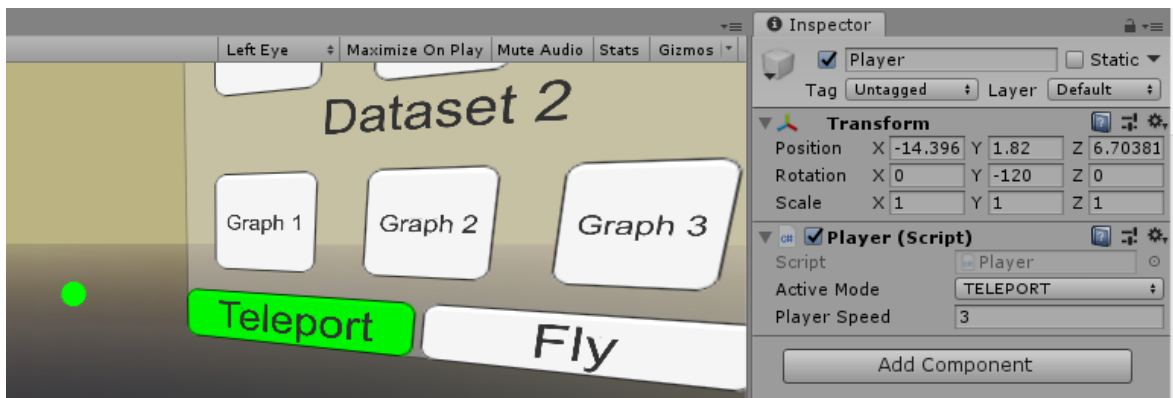 Left Eye Maximize On Play Mute Audio Stats Gizmos
Dataset 2
Graph 1 Graph 2 Graph 3
Teleport Fly
Inspector
Player Static
Tag Untagged Layer Default
Transform
Position X -14.396 Y 1.82 Z 6.70381
Rotation X 0 Y -120 Z 0
Scale X 1 Y 1 Z 1
C# Player (Script)
Script Player
Active Mode TELEPORT
Player Speed 3
Add Component